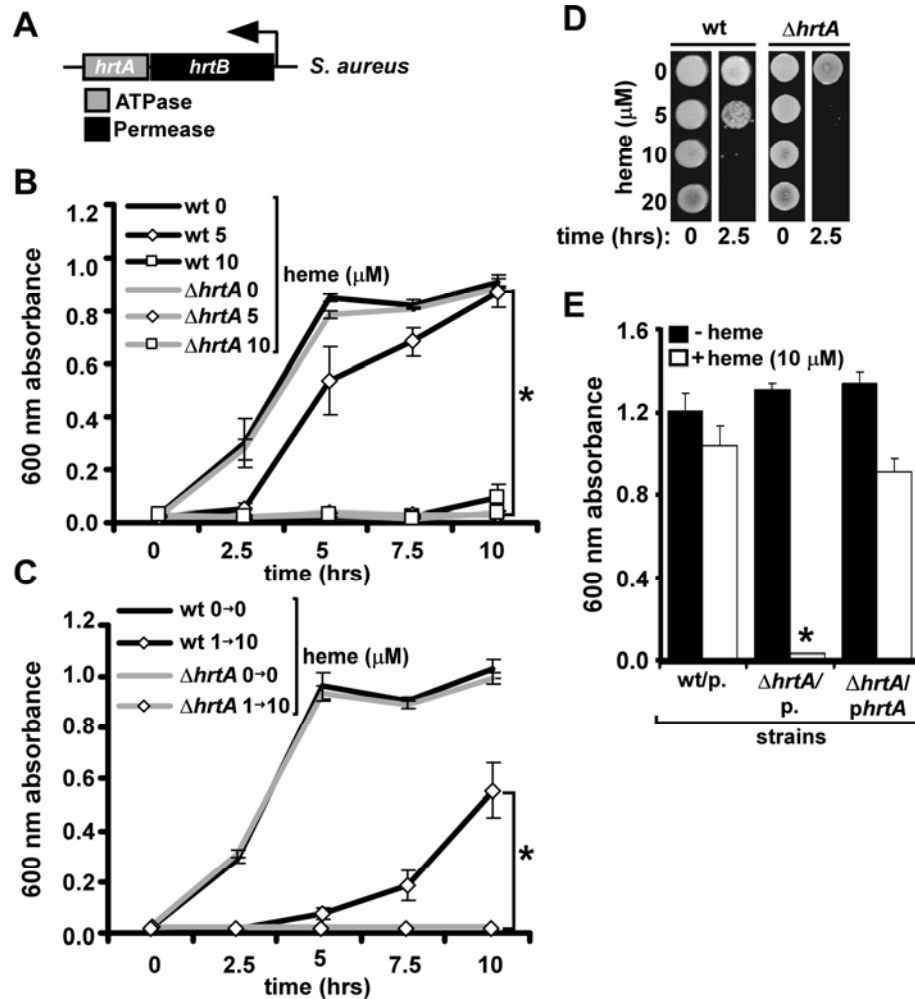 A
hrtA hrtB S. aureus
ATPase
Permease
B
1.2
1.0
0.8
0.6
0.4
0.2
0.0
600 nm absorbance
wt 0
wt 5
wt 10
ΔhrtA 0
ΔhrtA 5
ΔhrtA 10
heme (μM)
*
0 2.5 5 7.5 10
time (hrs)
C
1.2
1.0
0.8
0.6
0.4
0.2
0.0
600 nm absorbance
wt 0→0
wt 1→10
ΔhrtA 0→0
ΔhrtA 1→10
heme (μM)
*
0 2.5 5 7.5 10
time (hrs)
D
wt ΔhrtA
heme (μM)
0
5
10
20
time (hrs): 0 2.5 0 2.5
E
1.6
1.2
0.8
0.4
0.0
600 nm absorbance
- heme
+ heme (10 μM)
*
wt/p. ΔhrtA/ ΔhrtA/
p. phrtA
strains